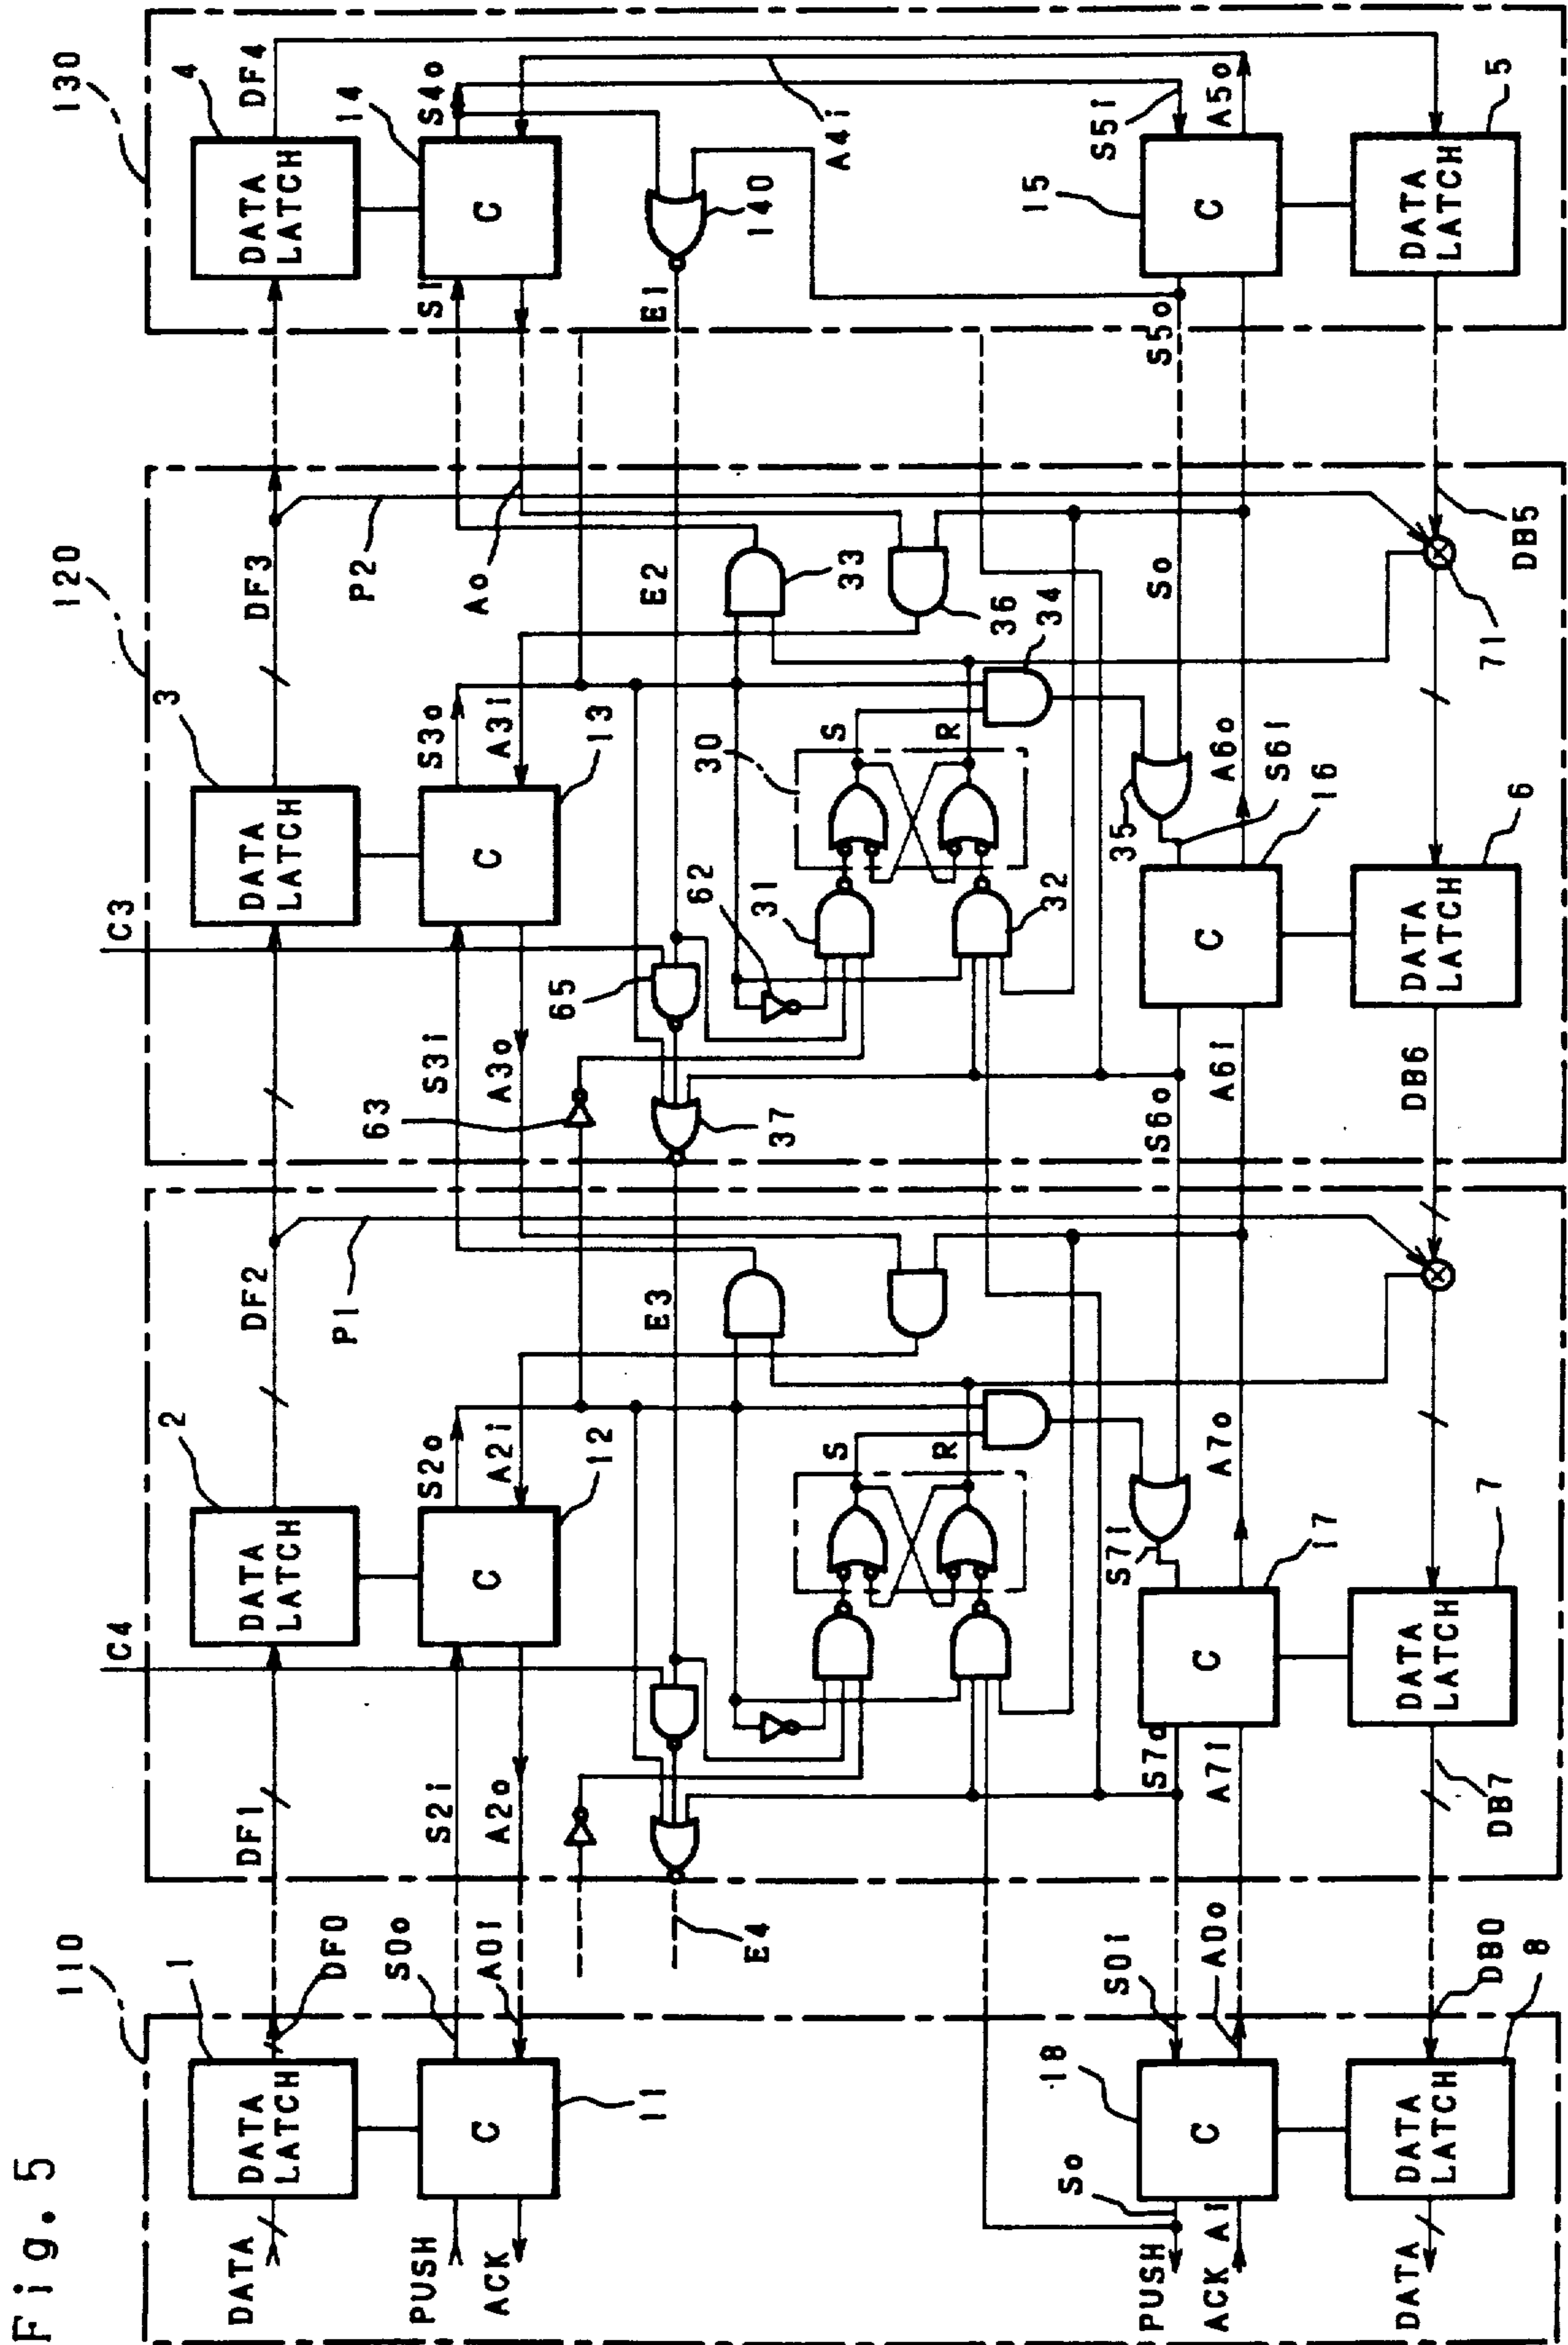 Fig. 5
110
120
130
DATA
1
DATA
LATCH
DF0
DF1
2
DATA
LATCH
DF2
C4
P1
3
DATA
LATCH
DF3
C3
P2
4
DATA
LATCH
DF4
PUSH
ACK
C
11
S0o
A0i
S2i
A2o
C
12
S2o
A2i
S3i
A3o
C
13
S3o
A3i
Ao
Si
C
14
S4o
A4i
63
E4
E3
37
65
E2
E1
140
62
31
32
30
S
R
33
36
34
S
R
35
PUSH
ACK
So
Ai
C
18
S0i
A0o
S7o
A7i
C
17
S7i
A7o
S6o
A6i
C
16
S6i
A6o
So
S5o
C
15
S5i
A5o
DATA
DATA
LATCH
8
DB0
DB7
DATA
LATCH
7
DB6
DATA
LATCH
6
71
DB5
DATA
LATCH
5